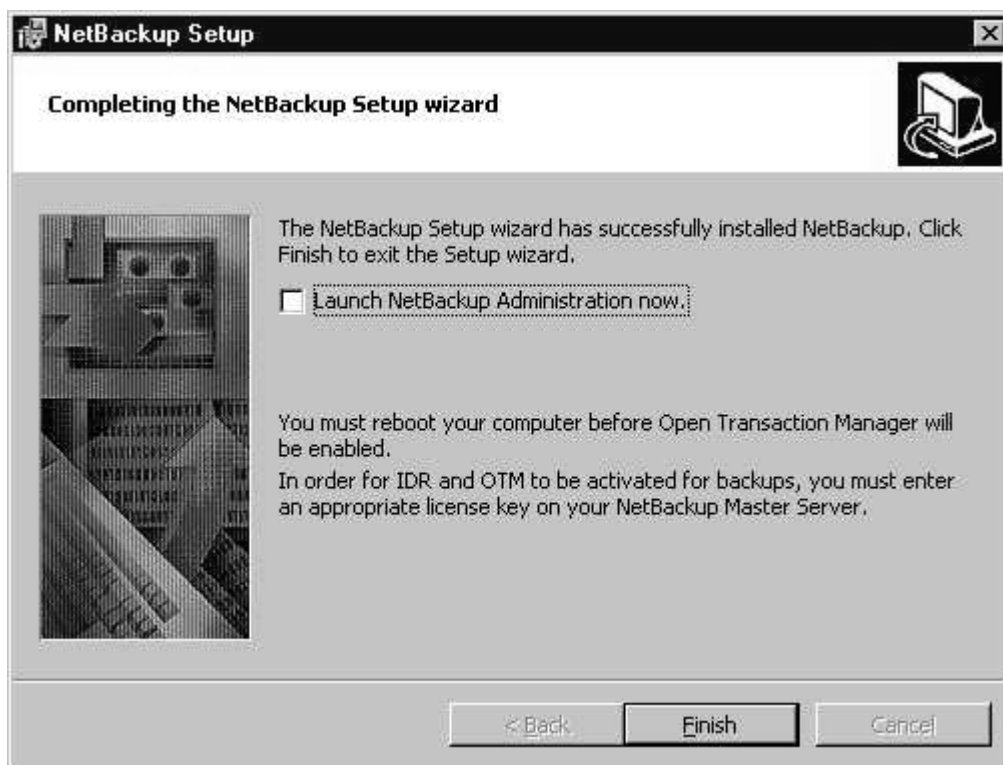 NetBackup Setup
Completing the NetBackup Setup wizard
The NetBackup Setup wizard has successfully installed NetBackup. Click
Finish to exit the Setup wizard.
Launch NetBackup Administration now.
You must reboot your computer before Open Transaction Manager will
be enabled.
In order for IDR and OTM to be activated for backups, you must enter
an appropriate license key on your NetBackup Master Server.
< Back
Finish
Cancel